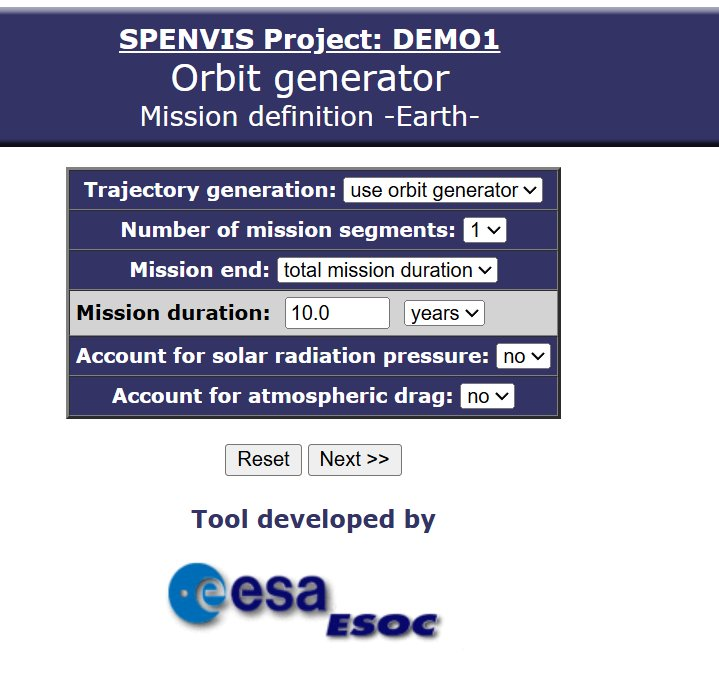 SPENVIS Project: DEMO1
Orbit generator
Mission definition -Earth-
Trajectory generation: use orbit generator
Number of mission segments: 1
Mission end: total mission duration
Mission duration: 10.0 years
Account for solar radiation pressure: no
Account for atmospheric drag: no
Reset Next >>
Tool developed by
eesa
ESOC